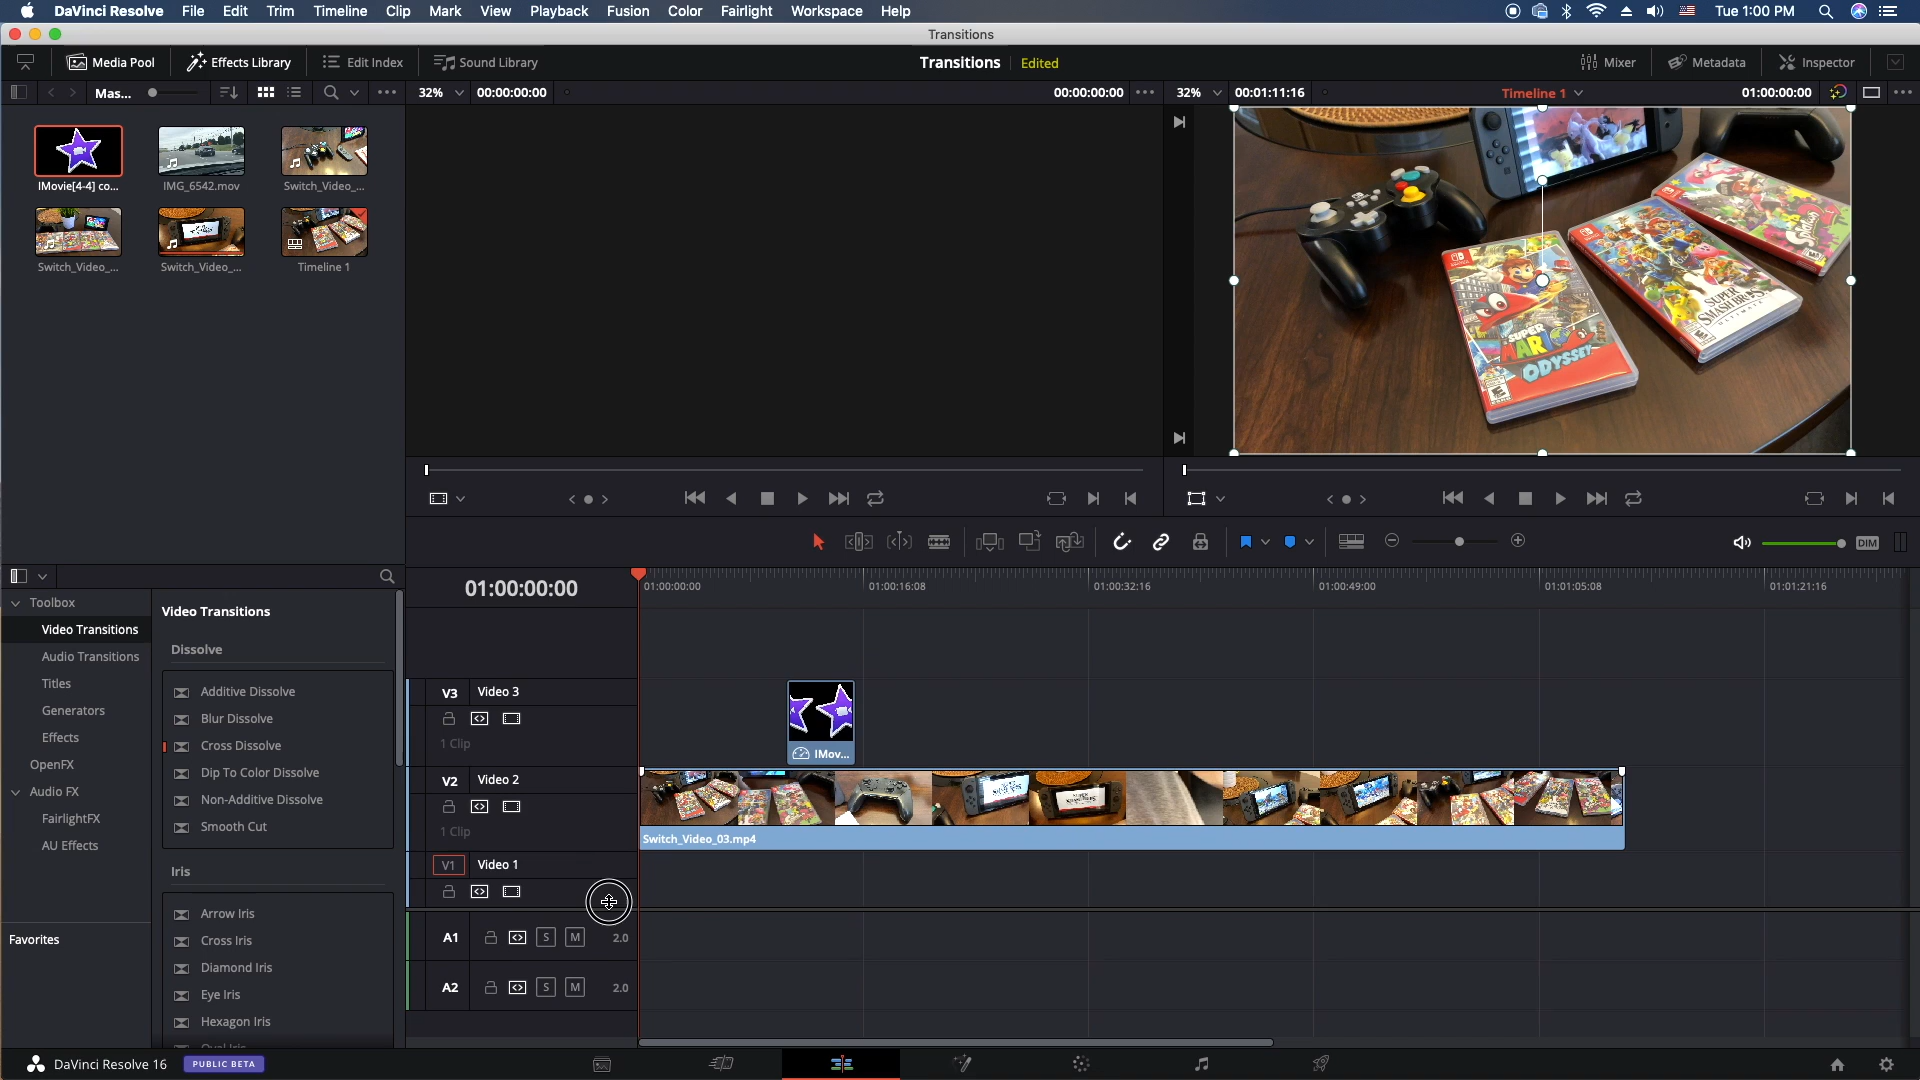 DaVinci Resolve File Edit Trim Timeline Clip Mark View Playback Fusion Color Fairlight Workspace Help Tue 1:00 PM
Transitions
Media Pool Effects Library Edit Index Sound Library Transitions Edited Mixer Metadata Inspector
Mas... 32% 00:00:00:00 00:00:00:00 32% 00:01:11:16 Timeline 1 01:00:00:00
IMovie[4-4] co... IMG_6542.mov Switch_Video_...
Switch_Video_... Switch_Video_... Timeline 1
SUPER MARIO ODYSSEY
SUPER SMASH BROS. ULTIMATE
DIM
01:00:00:00 01:00:00:00 01:00:16:08 01:00:32:16 01:00:49:00 01:01:05:08 01:01:21:16
Toolbox
Video Transitions
Audio Transitions
Titles
Generators
Effects
OpenFX
Audio FX
FairlightFX
AU Effects
Favorites
Video Transitions
Dissolve
Additive Dissolve
Blur Dissolve
Cross Dissolve
Dip To Color Dissolve
Non-Additive Dissolve
Smooth Cut
Iris
Arrow Iris
Cross Iris
Diamond Iris
Eye Iris
Hexagon Iris
V3 Video 3
1 Clip
IMov...
V2 Video 2
1 Clip
Switch_Video_03.mp4
V1 Video 1
A1 S M 2.0
A2 S M 2.0
DaVinci Resolve 16 PUBLIC BETA